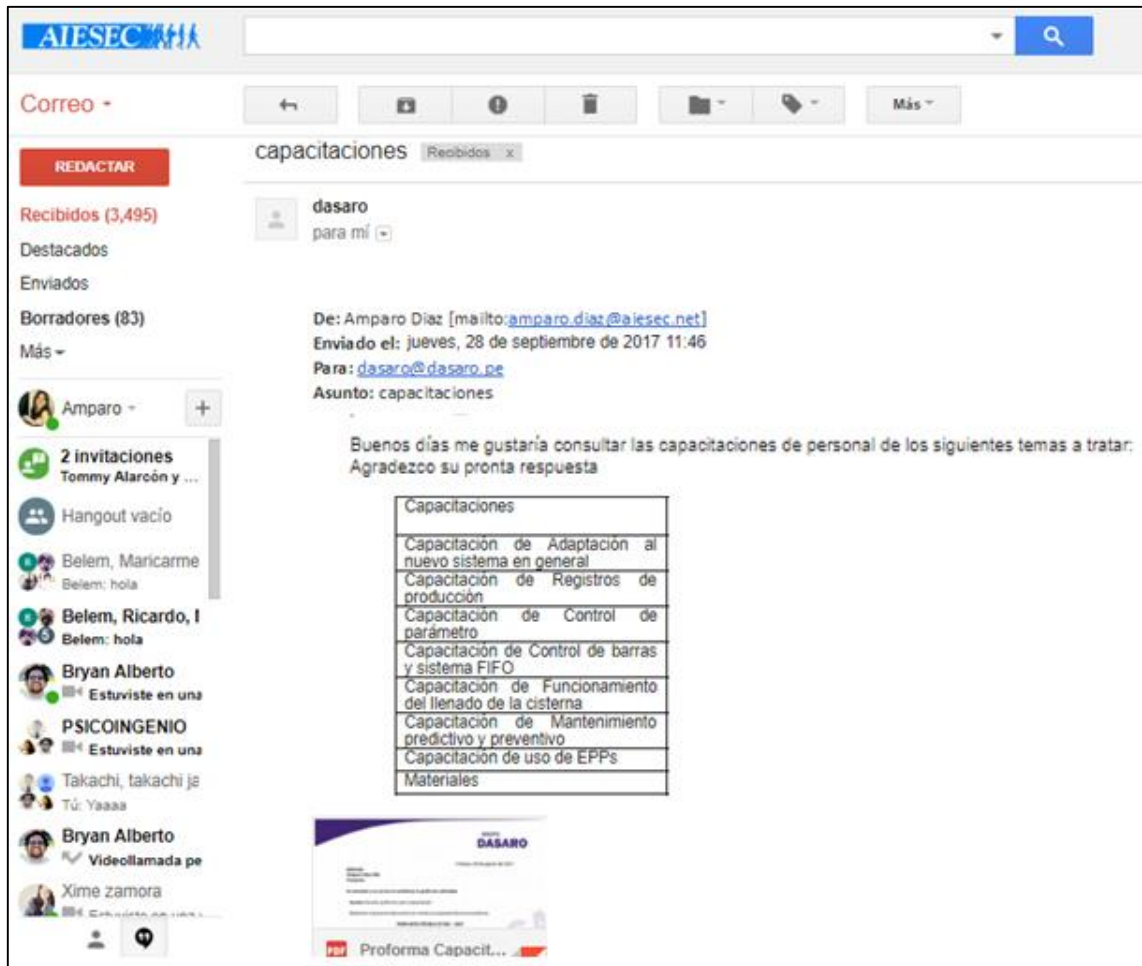 AIESEC
Correo
Más
capacitaciones Recibidos x
REDACTAR
Recibidos (3,495)
Destacados
Enviados
Borradores (83)
Más
dasaro
para mí
De: Amparo Diaz [mailto:amparo.diaz@aiesec.net]
Enviado el: jueves, 28 de septiembre de 2017 11:46
Para: dasaro@dasaro.pe
Asunto: capacitaciones
Buenos días me gustaría consultar las capacitaciones de personal de los siguientes temas a tratar:
Agradezco su pronta respuesta
Capacitaciones
Capacitación de Adaptación al
nuevo sistema en general
Capacitación de Registros de
producción
Capacitación de Control de
parámetro
Capacitación de Control de barras
y sistema FIFO
Capacitación de Funcionamiento
del llenado de la cisterna
Capacitación de Mantenimiento
predictivo y preventivo
Capacitación de uso de EPPs
Materiales
Amparo
2 invitaciones
Tommy Alarcón y ...
Hangout vacío
Belem, Maricarme
Belem: hola
Belem, Ricardo,
Belem: hola
Bryan Alberto
Estuviste en una
PSICOINGENIO
Estuviste en una
Takachi, takachi ja
Tú: Yaaaa
Bryan Alberto
Videollamada pe
Xime zamora
DASARO
PDF Proforma Capacit...